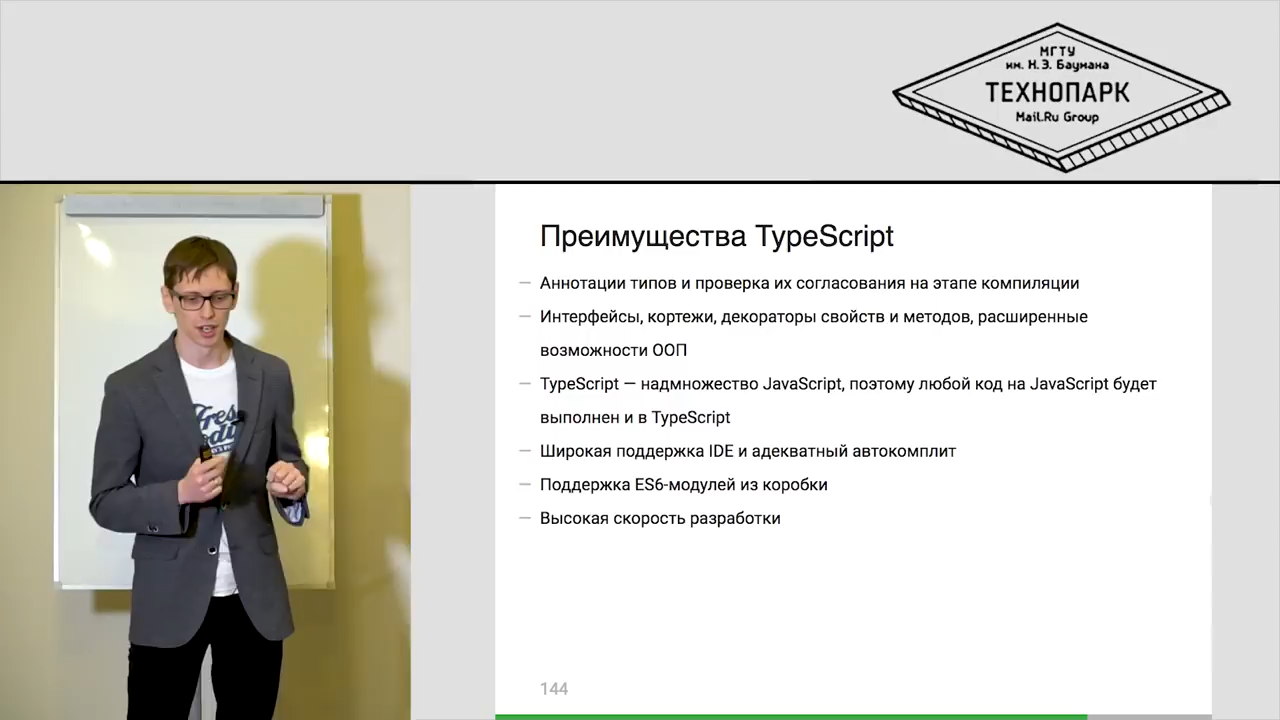 МГТУ
им. Н.Э. Баумана
ТЕХНОПАРК
Mail.Ru Group
Преимущества TypeScript
— Аннотации типов и проверка их согласования на этапе компиляции
— Интерфейсы, кортежи, декораторы свойств и методов, расширенные
возможности ООП
— TypeScript — надмножество JavaScript, поэтому любой код на JavaScript будет
выполнен и в TypeScript
— Широкая поддержка IDE и адекватный автокомплит
— Поддержка ES6-модулей из коробки
— Высокая скорость разработки
144